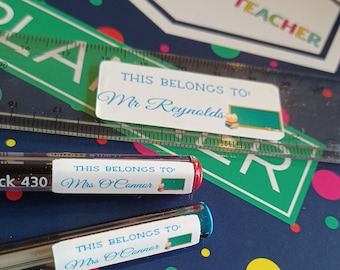 TEACHER
PLANNER
THIS BELONGS TO:
Mr Reynolds
ck 430
THIS BELONGS TO:
Mrs O'Connor
THIS BELONGS TO:
Mrs O'Connor